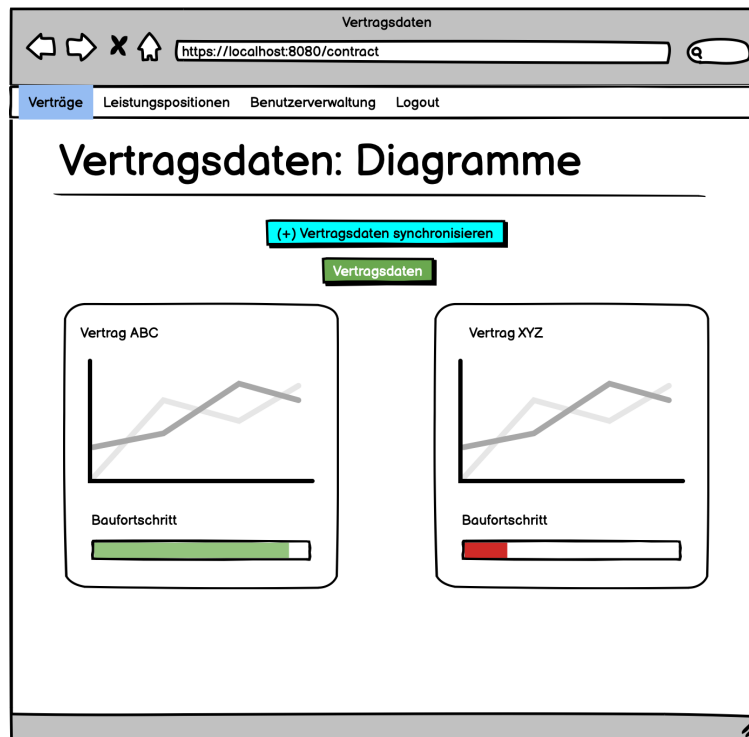 Vertragsdaten
https://localhost:8080/contract
Verträge Leistungspositionen Benutzerverwaltung Logout
Vertragsdaten: Diagramme
(+) Vertragsdaten synchronisieren
Vertragsdaten
Vertrag ABC
Baufortschritt
Vertrag XYZ
Baufortschritt